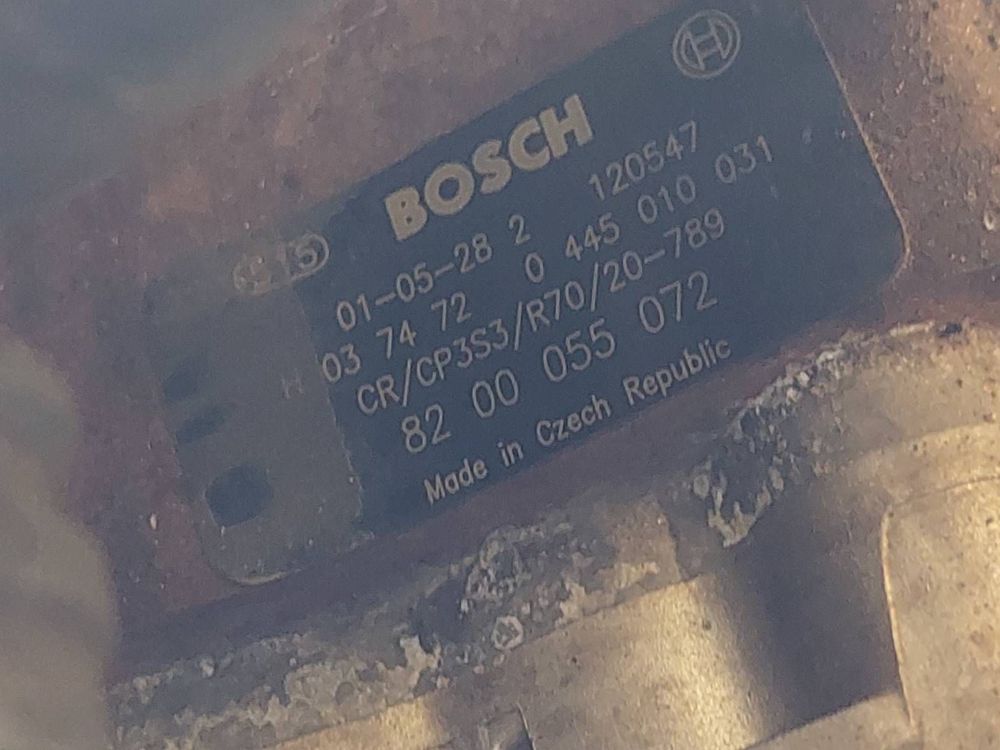 BOSCH
01-05-28 2 120547
03 74 72 0 445 010 031
CR/CP3S3/R70/20-789
82 00 055 072
Made in Czech Republic